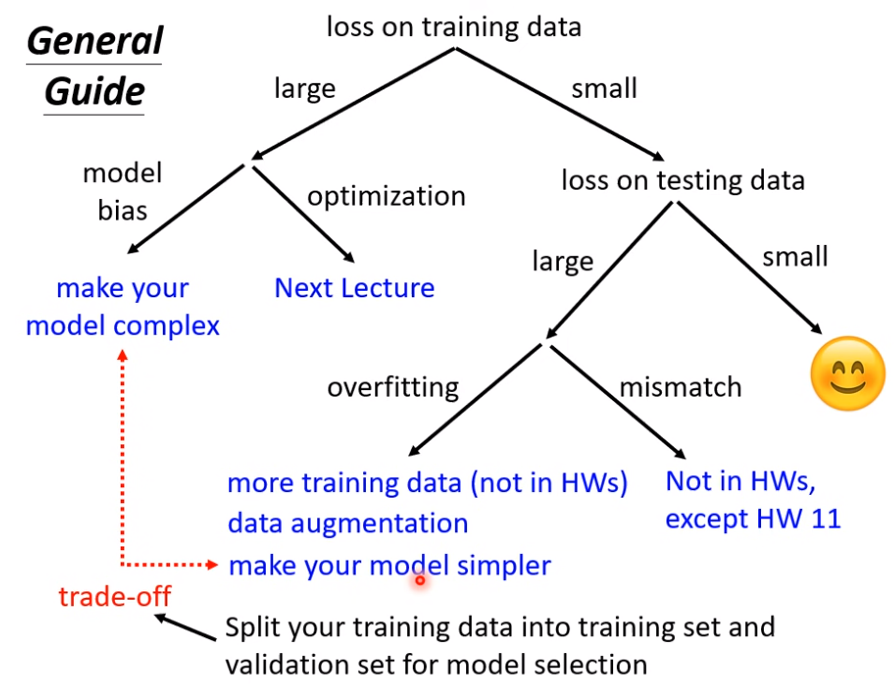 General
Guide
loss on training data
large
small
model
bias
optimization
loss on testing data
make your
model complex
Next Lecture
large
small
overfitting
mismatch
more training data (not in HWs)
data augmentation
make your model simpler
Not in HWs,
except HW 11
trade-off
Split your training data into training set and
validation set for model selection